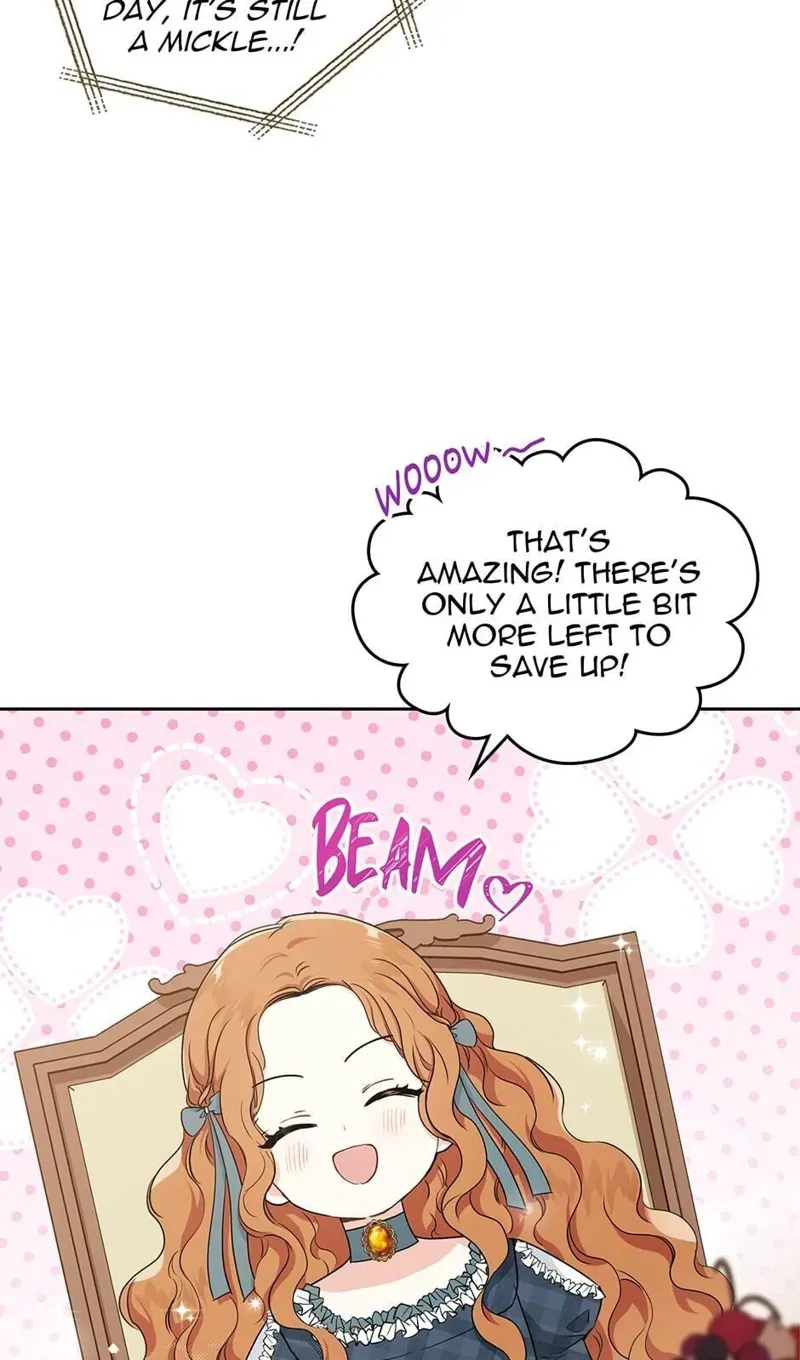 DAY, IT'S STILL
A MICKLE...!
WOOOW~
THAT'S
AMAZING! THERE'S
ONLY A LITTLE BIT
MORE LEFT TO
SAVE UP!
BEAM♡